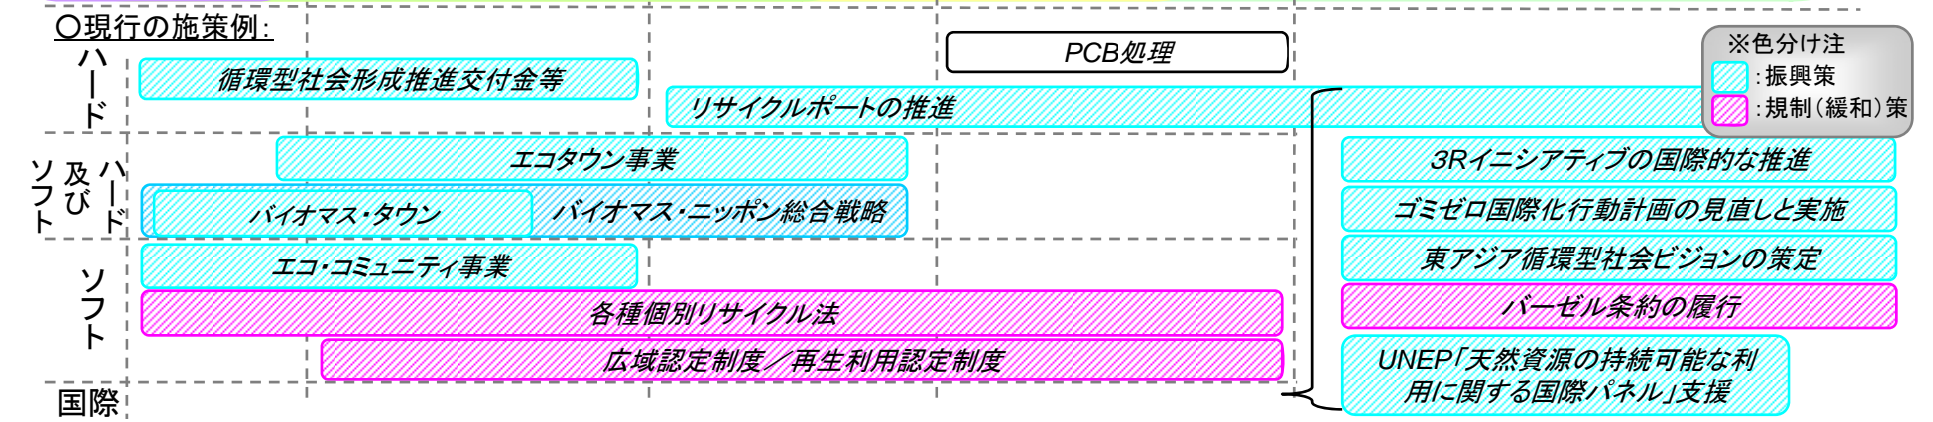 〇現行の施策例：
ハード
循環型社会形成推進交付金等
PCB処理
リサイクルポートの推進
※色分け注
：振興策
：規制（緩和）策
ハード
及び
ソフト
エコタウン事業
バイオマス・タウン
バイオマス・ニッポン総合戦略
ソフト
エコ・コミュニティ事業
各種個別リサイクル法
広域認定制度／再生利用認定制度
国際
3Rイニシアティブの国際的な推進
ゴミゼロ国際化行動計画の見直しと実施
東アジア循環型社会ビジョンの策定
バーゼル条約の履行
UNEP「天然資源の持続可能な利
用に関する国際パネル」支援